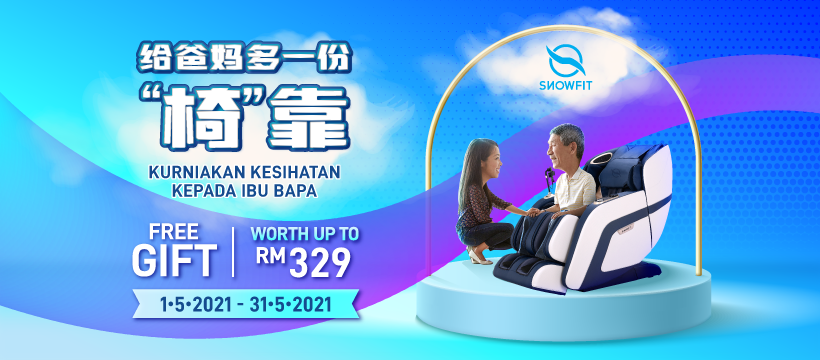 给爸妈多一份
“椅”靠
KURNIAKAN KESIHATAN
KEPADA IBU BAPA
FREE
GIFT
WORTH UP TO
RM329
1•5•2021 - 31•5•2021
SNOWFIT